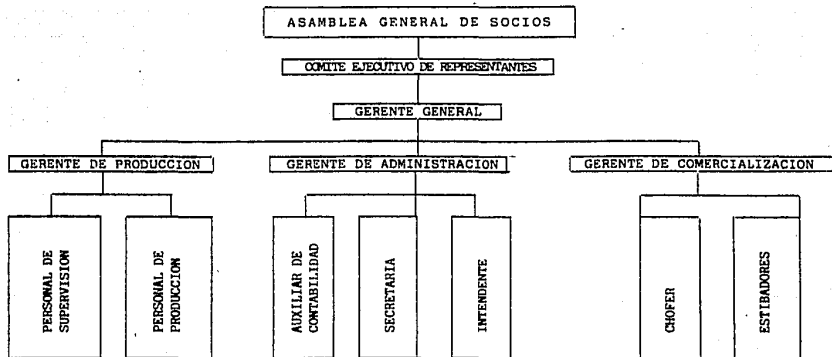 ASAMBLEA GENERAL DE SOCIOS
COMITE EJECUTIVO DE REPRESENTANTES
GERENTE GENERAL
GERENTE DE PRODUCCION
GERENTE DE ADMINISTRACION
GERENTE DE COMERCIALIZACION
PERSONAL DE
SUPERVISION
PERSONAL DE
PRODUCCION
AUXILIAR DE
CONTABILIDAD
SECRETARIA
INTENDENTE
CHOFER
ESTIBADORES